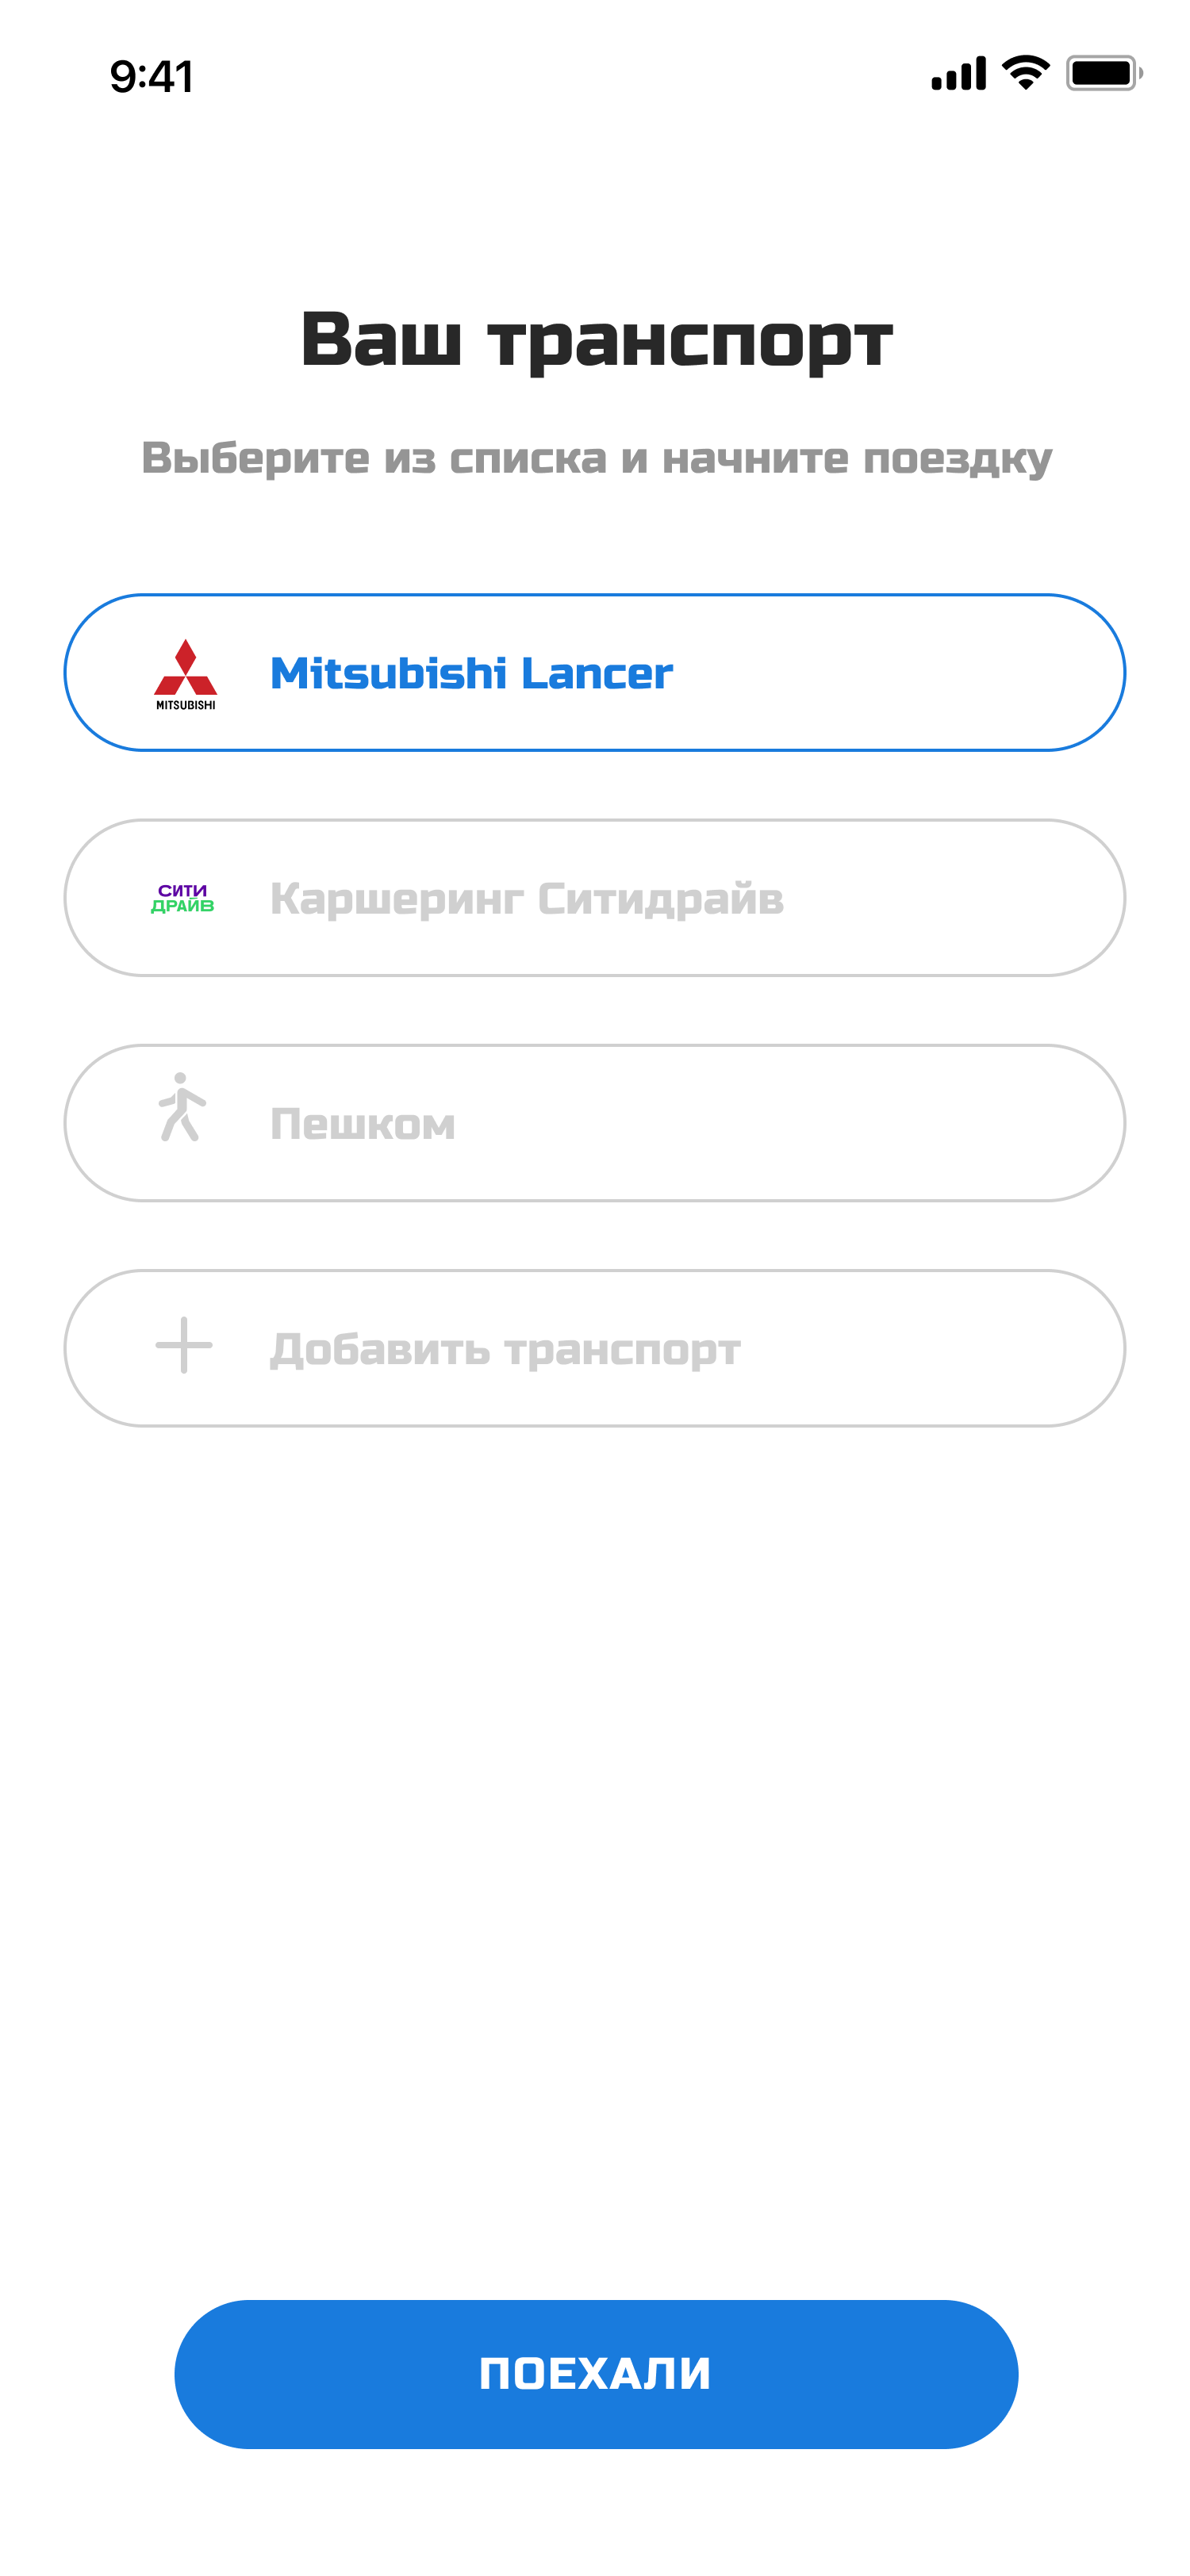 9:41
Ваш транспорт
Выберите из списка и начните поездку
Mitsubishi Lancer
MITSUBISHI
СИТИ
ДРАЙВ
Каршеринг Ситидрайв
Пешком
Добавить транспорт
ПОЕХАЛИ